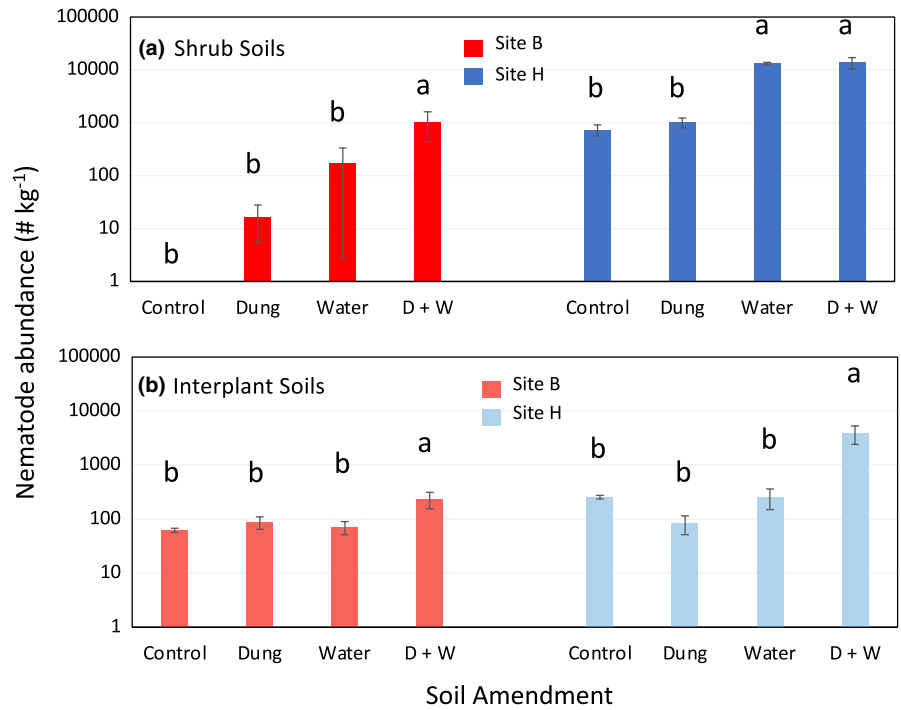 Nematode abundance (# kg-1)
(a) Shrub Soils
Site B
Site H
100000
10000
1000
100
10
1
b
b
b
a
b
b
a
a
Control Dung Water D + W Control Dung Water D + W
(b) Interplant Soils
Site B
Site H
100000
10000
1000
100
10
1
b
b
b
a
b
b
b
a
Control Dung Water D + W Control Dung Water D + W
Soil Amendment